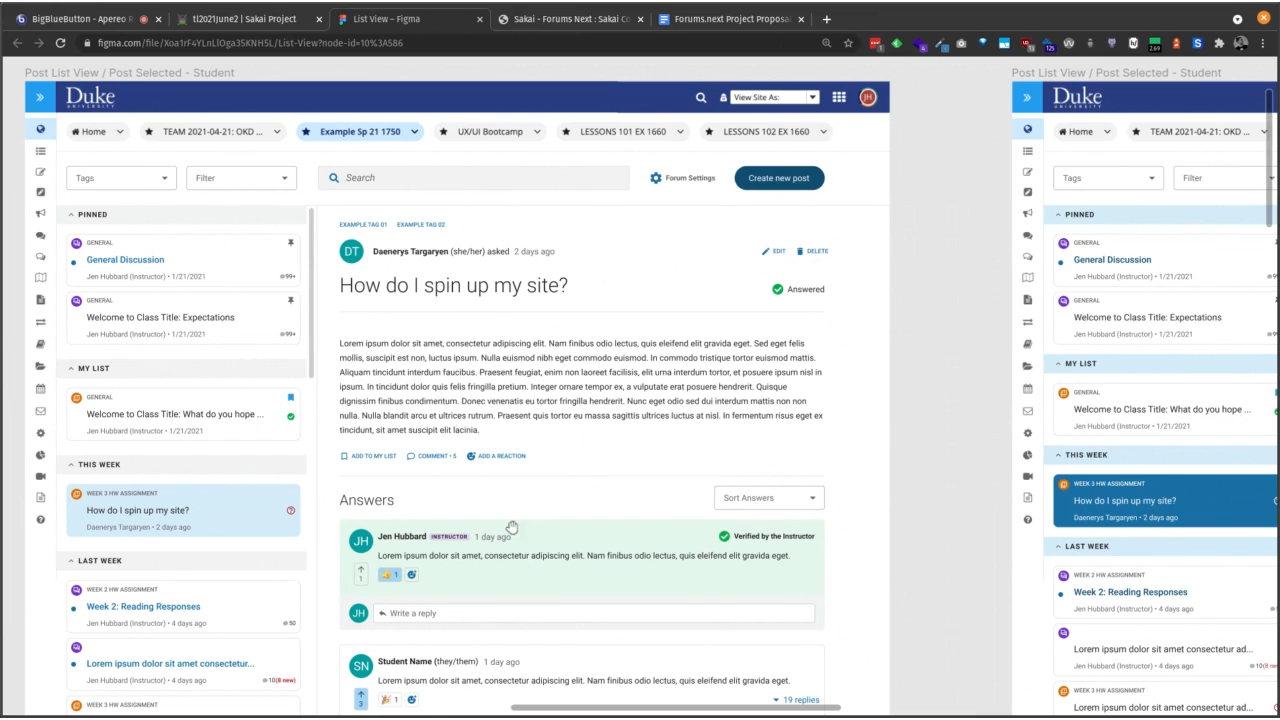 BigBlueButton - Apereo R
tl2021June2 | Sakai Project
List View – Figma
Sakai - Forums Next : Sakai Co
Forums.next Project Proposa
figma.com/file/Xoa1rF4YLnLlOga35KNH5L/List-View?node-id=10%3A586
Post List View / Post Selected - Student
Duke
UNIVERSITY
View Site As:
JH
Home
TEAM 2021-04-21: OKD ...
Example Sp 21 1750
UX/UI Bootcamp
LESSONS 101 EX 1660
LESSONS 102 EX 1660
Tags
Filter
Search
Forum Settings
Create new post
PINNED
GENERAL
General Discussion
Jen Hubbard (Instructor) • 1/21/2021
99+
GENERAL
Welcome to Class Title: Expectations
Jen Hubbard (Instructor) • 1/21/2021
99+
MY LIST
GENERAL
Welcome to Class Title: What do you hope ...
Jen Hubbard (Instructor • 1/21/2021
THIS WEEK
WEEK 3 HW ASSIGNMENT
How do I spin up my site?
Daenerys Targaryen • 2 days ago
LAST WEEK
WEEK 2 HW ASSIGNMENT
Week 2: Reading Responses
Jen Hubbard (Instructor) • 4 days ago
50
Lorem ipsum dolor sit amet consectetur...
Jen Hubbard (Instructor) • 4 days ago
10(8 new)
WEEK 3 HW ASSIGNMENT
EXAMPLE TAG 01 EXAMPLE TAG 02
DT
Daenerys Targaryen (she/her) asked 2 days ago
EDIT
DELETE
How do I spin up my site?
Answered
Lorem ipsum dolor sit amet, consectetur adipiscing elit. Nam finibus odio lectus, quis eleifend elit gravida eget. Sed eget felis
mollis, suscipit est non, luctus ipsum. Nulla euismod nibh eget commodo euismod. In commodo tristique tortor euismod mattis.
Aliquam tincidunt interdum faucibus. Praesent feugiat, enim non laoreet facilisis, elit urna interdum tortor, et posuere ipsum nisl in
ipsum. In tincidunt dolor quis felis fringilla pretium. Integer ornare tempor ex, a vulputate erat posuere hendrerit. Quisque
dignissim finibus condimentum. Donec venenatis eu tortor fringilla hendrerit. Nunc eget odio sed dui interdum mattis non non
nulla. Nulla blandit arcu et ultrices rutrum. Praesent quis tortor eu massa sagittis ultrices luctus at nisl. In fermentum risus eget ex
tincidunt, sit amet suscipit elit lacinia.
ADD TO MY LIST
COMMENT • 5
ADD A REACTION
Answers
Sort Answers
JH
Jen Hubbard INSTRUCTOR 1 day ago
Verified by the Instructor
Lorem ipsum dolor sit amet, consectetur adipiscing elit. Nam finibus odio lectus, quis eleifend elit gravida eget.
1
1
JH
Write a reply
SN
Student Name (they/them) 1 day ago
Lorem ipsum dolor sit amet, consectetur adipiscing elit. Nam finibus odio lectus, quis eleifend elit gravida eget.
3
1
19 replies
Post List View / Post Selected - Student
Duke
UNIVERSITY
Home
TEAM 2021-04-21: OKD ...
Tags
Filter
PINNED
GENERAL
General Discussion
Jen Hubbard (Instructor) • 1/21/2021
GENERAL
Welcome to Class Title: Expectations
Jen Hubbard (Instructor) • 1/21/2021
MY LIST
GENERAL
Welcome to Class Title: What do you hope ...
Jen Hubbard (Instructor • 1/21/2021
THIS WEEK
WEEK 3 HW ASSIGNMENT
How do I spin up my site?
Daenerys Targaryen • 2 days ago
LAST WEEK
WEEK 2 HW ASSIGNMENT
Week 2: Reading Responses
Jen Hubbard (Instructor) • 4 days ago
Lorem ipsum dolor sit amet, consectetur ad...
Jen Hubbard (Instructor) • 4 days ago
10(8 new
WEEK 3 HW ASSIGNMENT
Lorem ipsum dolor sit amet, consectetur ad...